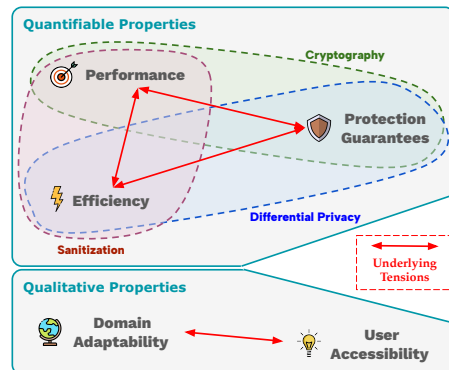 Quantifiable Properties
Cryptography
Performance
Protection
Guarantees
Efficiency
Differential Privacy
Sanitization
Underlying
Tensions
Qualitative Properties
Domain
Adaptability
User
Accessibility